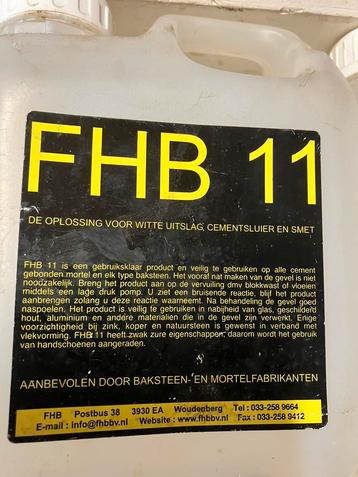 FHB 11
DE OPLOSSING VOOR WITTE UITSLAG, CEMENTSLUIER EN SMET
FHB 11 is een gebruiksklaar product en veilig te gebruiken op alle cement
gebonden mortel en elk type baksteen. Het vooraf nat maken van de gevel is niet
noodzakelijk. Breng het product aan op de vervuiling dmv blokkwast of vloeien
middels een lage druk pomp. U ziet een bruisende reactie, blijf het product
aanbrengen zolang u deze reactie waarneemt. Na behandeling de gevel goed
naspoelen. Het product is veilig te gebruiken in nabijheid van glas, geschilderd
hout, aluminium en andere materialen die in de gevel zijn verwerkt. Enige
voorzichtigheid bij zink, koper en natuursteen is gewenst in verband met
vlekvorming. FHB 11 heeft zwak zure eigenschappen, daarom wordt het gebruik
van handschoenen aangeraden.
AANBEVOLEN DOOR BAKSTEEN- EN MORTELFABRIKANTEN
FHB Postbus 38 3930 EA Woudenberg Tel : 033-258 9664
E-mail : info@fhbbv.nl Website : www.fhbbv.nl Fax : 033-258 9412